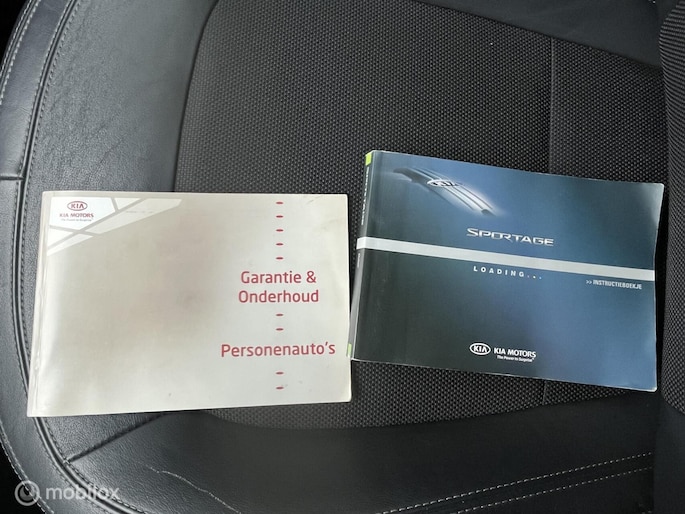 KIA
KIA MOTORS
The Power to Surprise
Garantie &
Onderhoud
Personenauto's
SPORTAGE
LOADING...
>> INSTRUCTIEBOEKJE
KIA KIA MOTORS
The Power to Surprise
mobilox